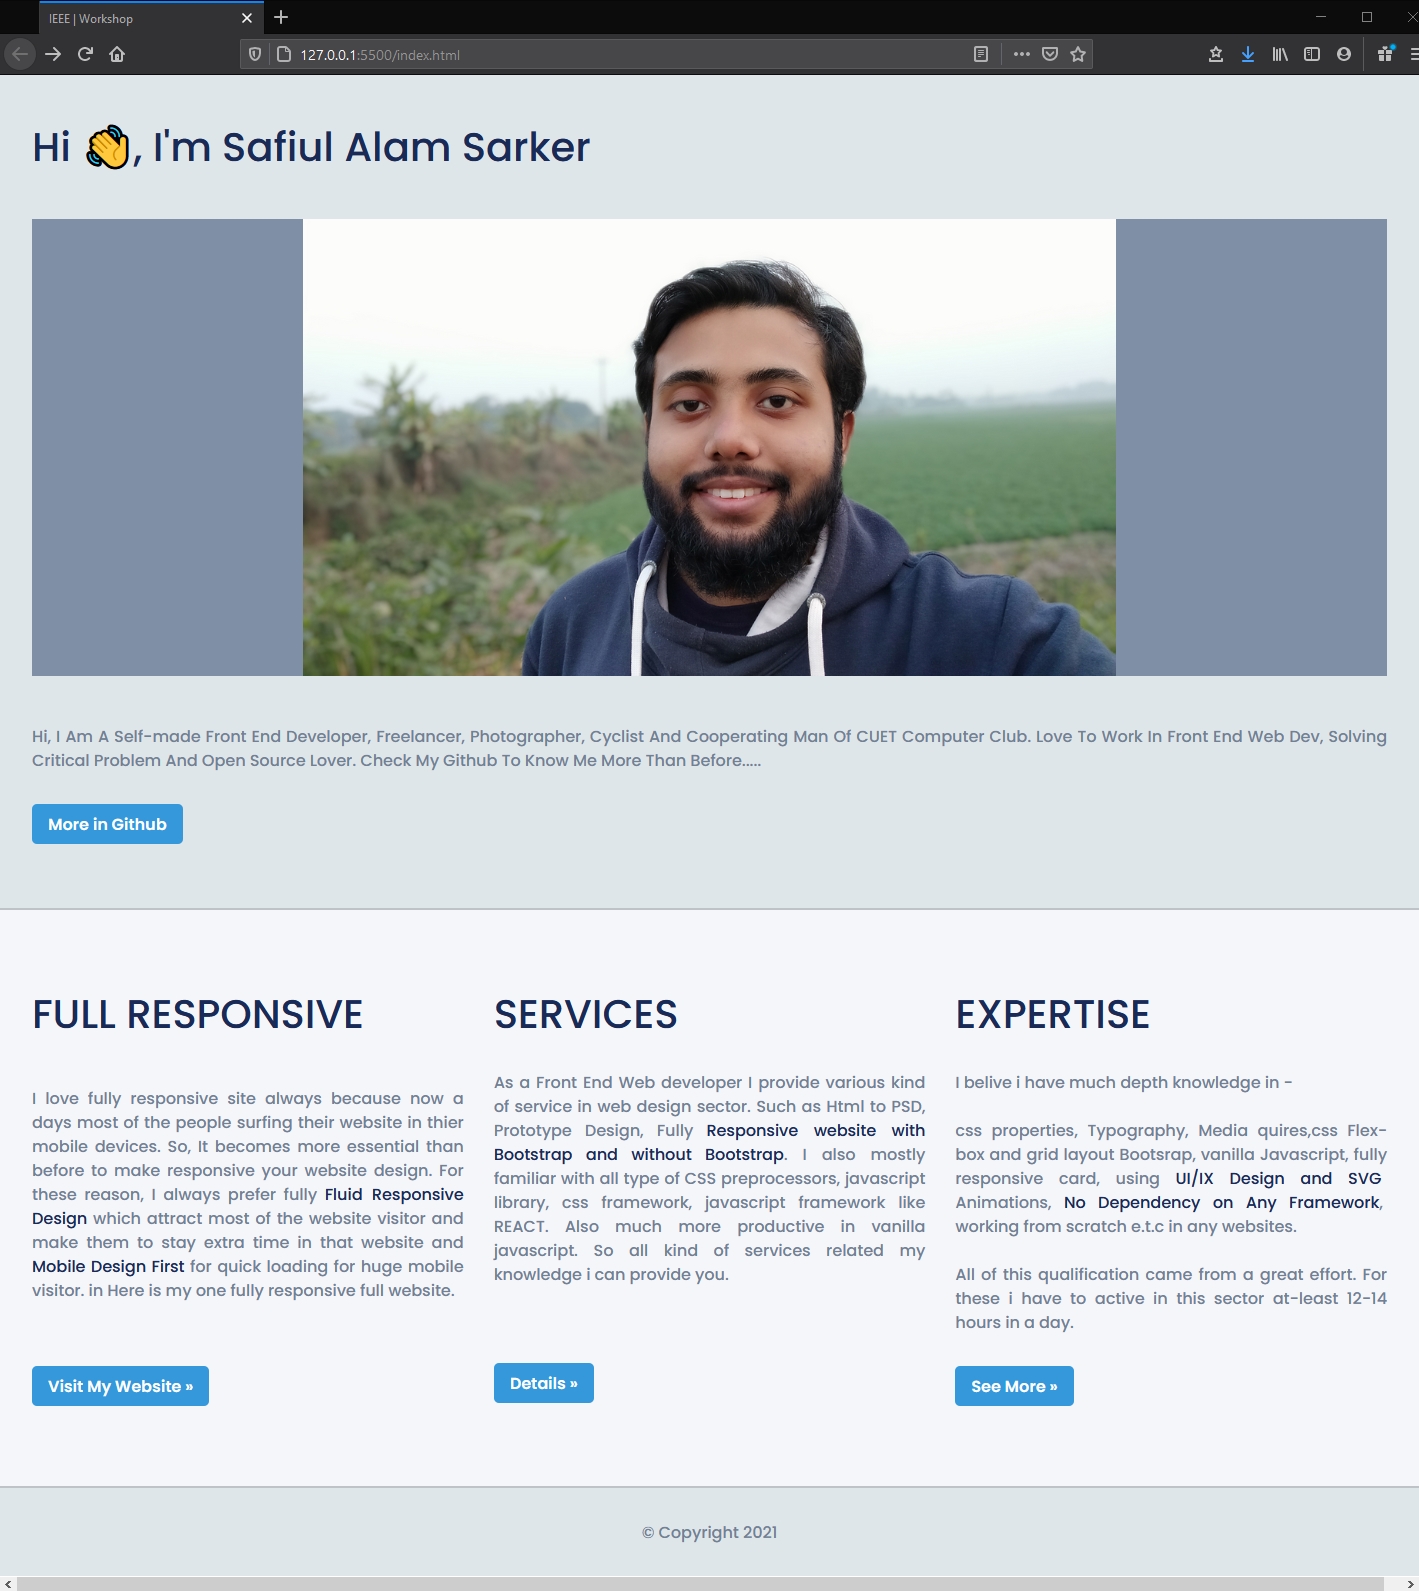 IEEE | Workshop
127.0.0.1:5500/index.html
Hi 👋, I'm Safiul Alam Sarker
Hi, I Am A Self-made Front End Developer, Freelancer, Photographer, Cyclist And Cooperating Man Of CUET Computer Club. Love To Work In Front End Web Dev, Solving
Critical Problem And Open Source Lover. Check My Github To Know Me More Than Before.....
More in Github
FULL RESPONSIVE
I love fully responsive site always because now a
days most of the people surfing their website in thier
mobile devices. So, It becomes more essential than
before to make responsive your website design. For
these reason, I always prefer fully Fluid Responsive
Design which attract most of the website visitor and
make them to stay extra time in that website and
Mobile Design First for quick loading for huge mobile
visitor. in Here is my one fully responsive full website.
Visit My Website »
SERVICES
As a Front End Web developer I provide various kind
of service in web design sector. Such as Html to PSD,
Prototype Design, Fully Responsive website with
Bootstrap and without Bootstrap. I also mostly
familiar with all type of CSS preprocessors, javascript
library, css framework, javascript framework like
REACT. Also much more productive in vanilla
javascript. So all kind of services related my
knowledge i can provide you.
Details »
EXPERTISE
I belive i have much depth knowledge in -
css properties, Typography, Media quires,css Flex-
box and grid layout Bootsrap, vanilla Javascript, fully
responsive card, using UI/IX Design and SVG
Animations, No Dependency on Any Framework,
working from scratch e.t.c in any websites.
All of this qualification came from a great effort. For
these i have to active in this sector at-least 12-14
hours in a day.
See More »
© Copyright 2021